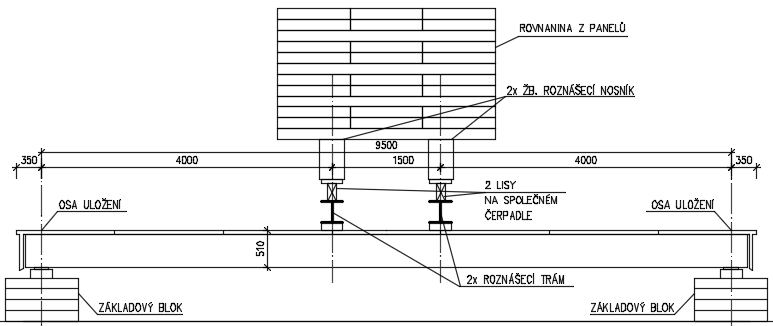 ROVNANINA Z PANELŮ
2x ŽB. ROZNÁŠECÍ NOSNÍK
9500
350
4000
1500
4000
350
2 LISY
NA SPOLEČNÉM
ČERPADLE
OSA ULOŽENÍ
OSA ULOŽENÍ
510
2x ROZNÁŠECÍ TRÁM
ZÁKLADOVÝ BLOK
ZÁKLADOVÝ BLOK